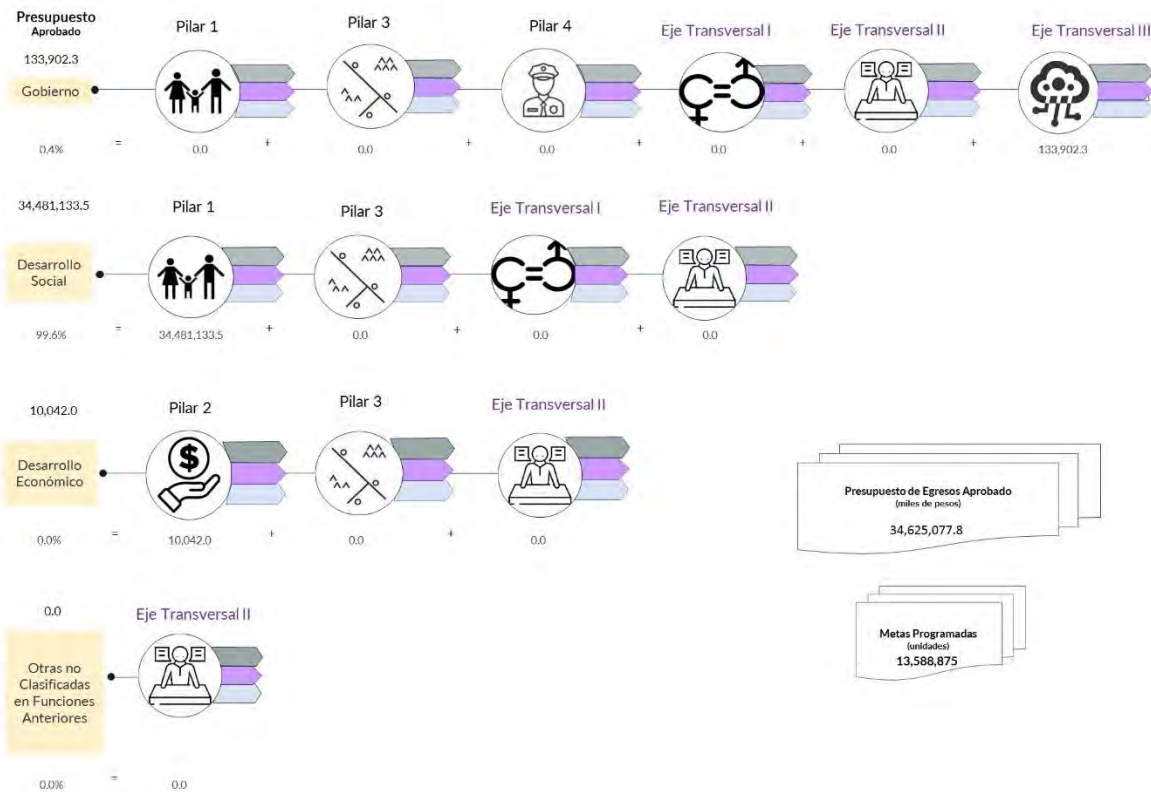 Presupuesto
Aprobado
133,902.3
Gobierno
Pilar 1
Pilar 3
Pilar 4
Eje Transversal I
Eje Transversal II
Eje Transversal III
0.4%
=
0.0
+
0.0
+
0.0
+
0.0
+
0.0
+
133,902.3
34,481,133.5
Pilar 1
Pilar 3
Eje Transversal I
Eje Transversal II
Desarrollo
Social
99.6%
=
34,481,133.5
+
0.0
+
0.0
+
0.0
10,042.0
Pilar 2
Pilar 3
Eje Transversal II
$
Desarrollo
Económico
0.0%
=
10,042.0
+
0.0
+
0.0
Presupuesto de Egresos Aprobado
(miles de pesos)
34,625,077.8
Metas Programadas
(unidades)
13,588,875
0.0
Eje Transversal II
Otras no
Clasificadas
en Funciones
Anteriores
0.0%
=
0.0